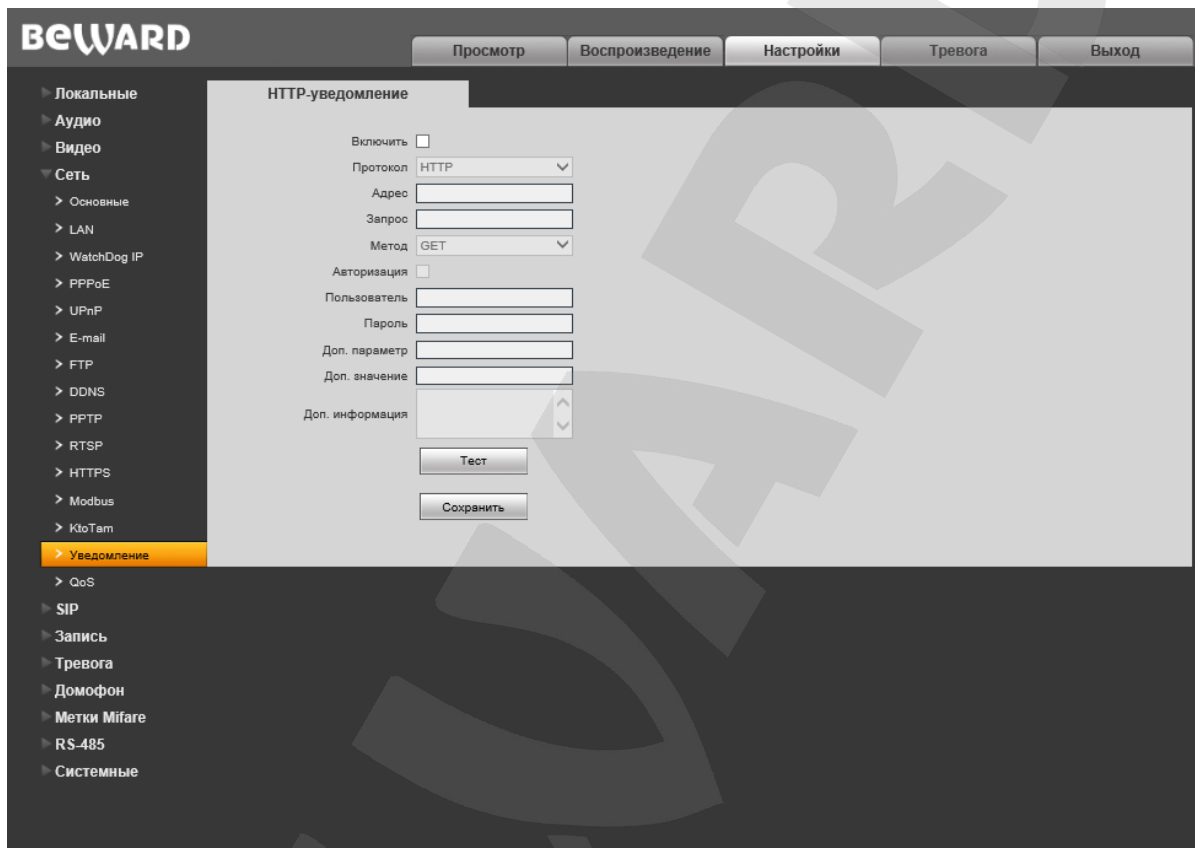 BEWARD
Просмотр Воспроизведение Настройки Тревога Выход
Локальные
Аудио
Видео
Сеть
> Основные
> LAN
> WatchDog IP
> PPPoE
> UPnP
> E-mail
> FTP
> DDNS
> PPTP
> RTSP
> HTTPS
> Modbus
> KtoTam
> Уведомление
> QoS
SIP
Запись
Тревога
Домофон
Метки Mifare
RS-485
Системные
HTTP-уведомление
Включить
Протокол HTTP
Адрес
Запрос
Метод GET
Авторизация
Пользователь
Пароль
Доп. параметр
Доп. значение
Доп. информация
Тест
Сохранить